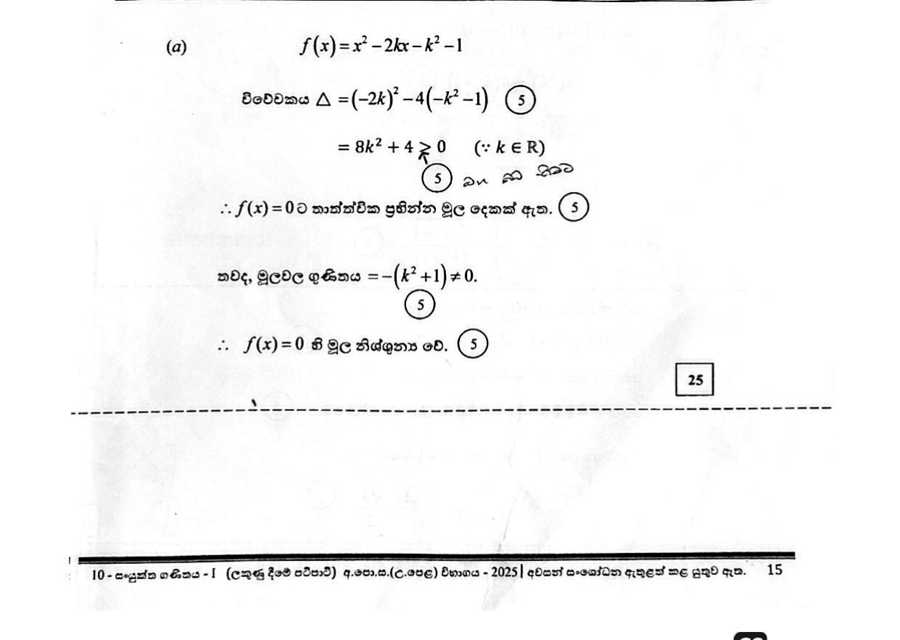 (a) f(x) = x² − 2kx − k² − 1
විවේචකය △ = (−2k)² − 4(−k² − 1) 5
= 8k² + 4 > 0 (∵ k ∈ ℝ)
5
∴ f(x) = 0 ට තාත්ත්වික ප්‍රභින්න මූල දෙකක් ඇත. 5
තවද, මූලවල ගුණිතය = −(k² + 1) ≠ 0.
5
∴ f(x) = 0 හි මූල නිශ්ශුන්‍ය වේ. 5
25
10 - සංයුක්ත ගණිතය - I (ලකුණු දීමේ පටිපාටි) අ.පො.ස.(උ.පෙළ) විභාගය - 2025 | අවසන් සංශෝධන ඇතුළත් කළ යුතුව ඇත. 15